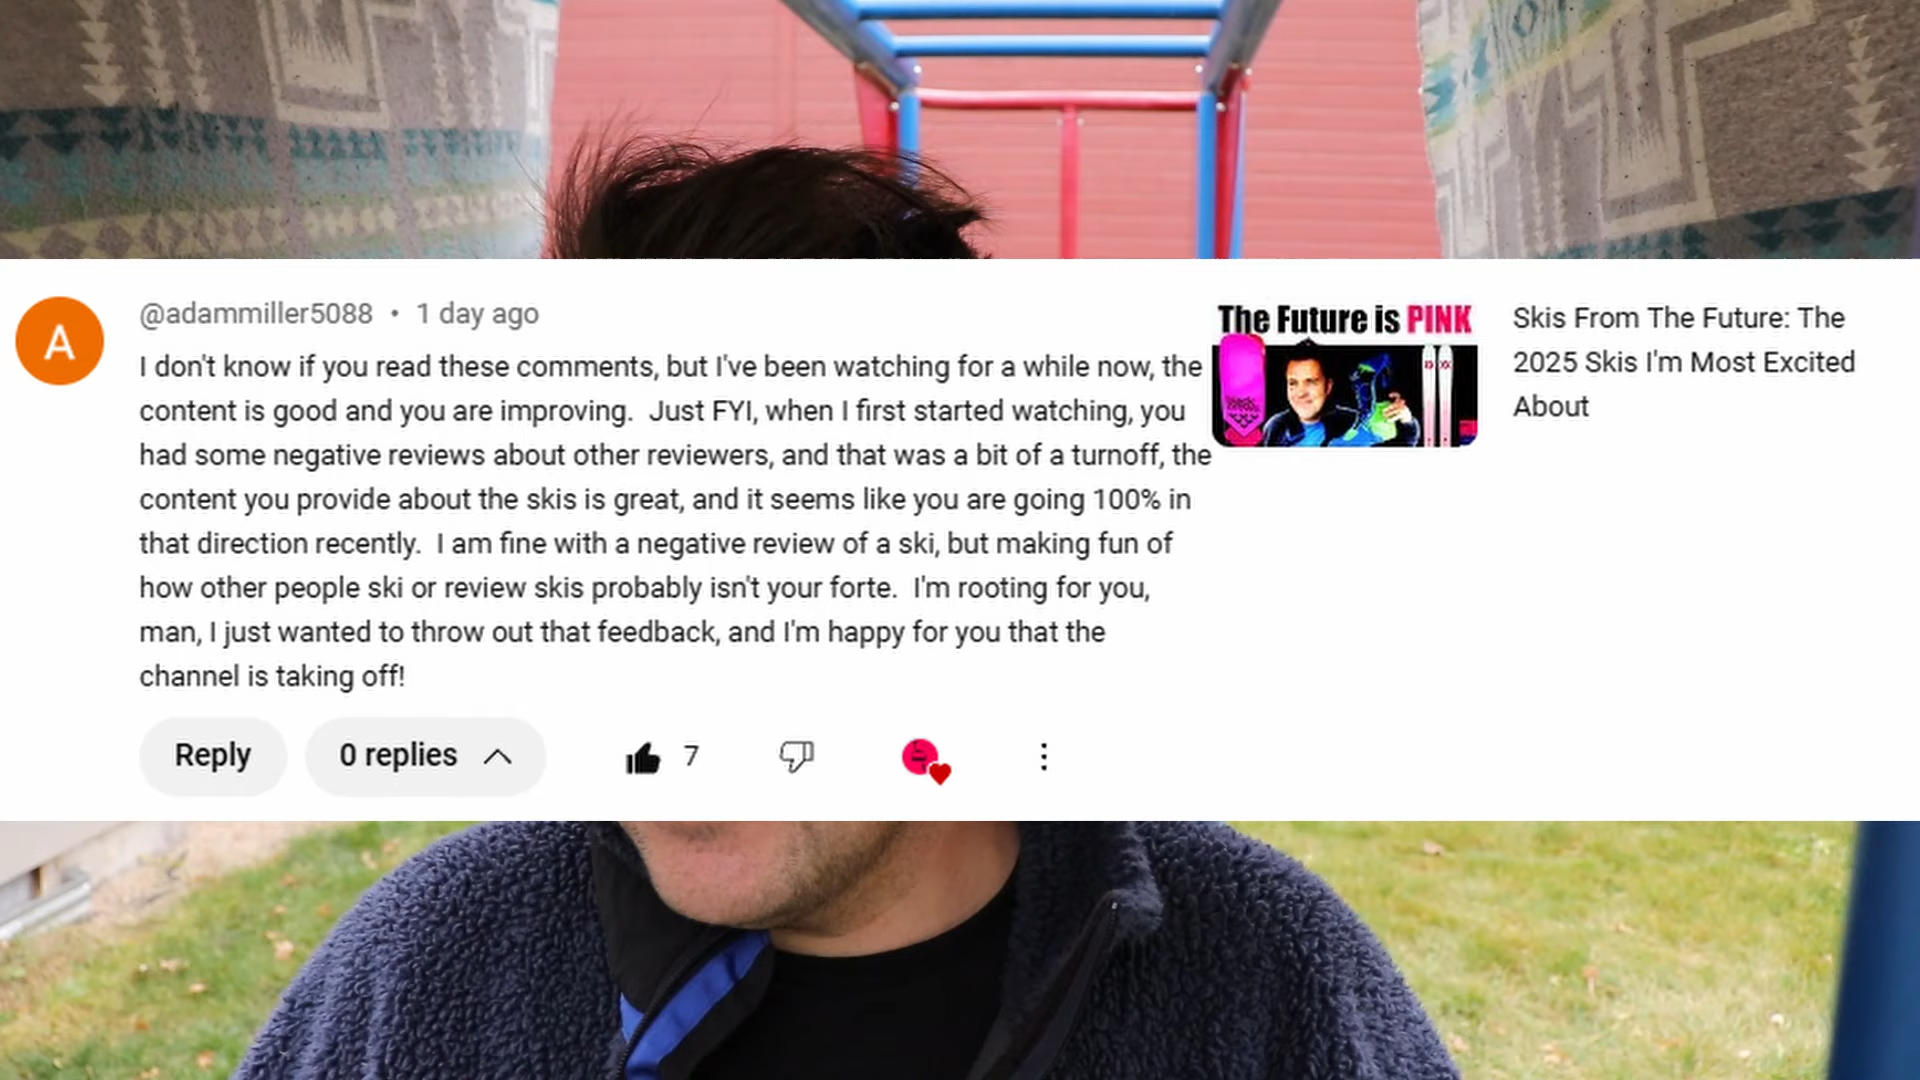 @adammiller5088 • 1 day ago
I don't know if you read these comments, but I've been watching for a while now, the
content is good and you are improving.  Just FYI, when I first started watching, you
had some negative reviews about other reviewers, and that was a bit of a turnoff, the
content you provide about the skis is great, and it seems like you are going 100% in
that direction recently.  I am fine with a negative review of a ski, but making fun of
how other people ski or review skis probably isn't your forte.  I'm rooting for you,
man, I just wanted to throw out that feedback, and I'm happy for you that the
channel is taking off!
A
Reply
0 replies
7
The Future is PINK
Skis From The Future: The
2025 Skis I'm Most Excited
About